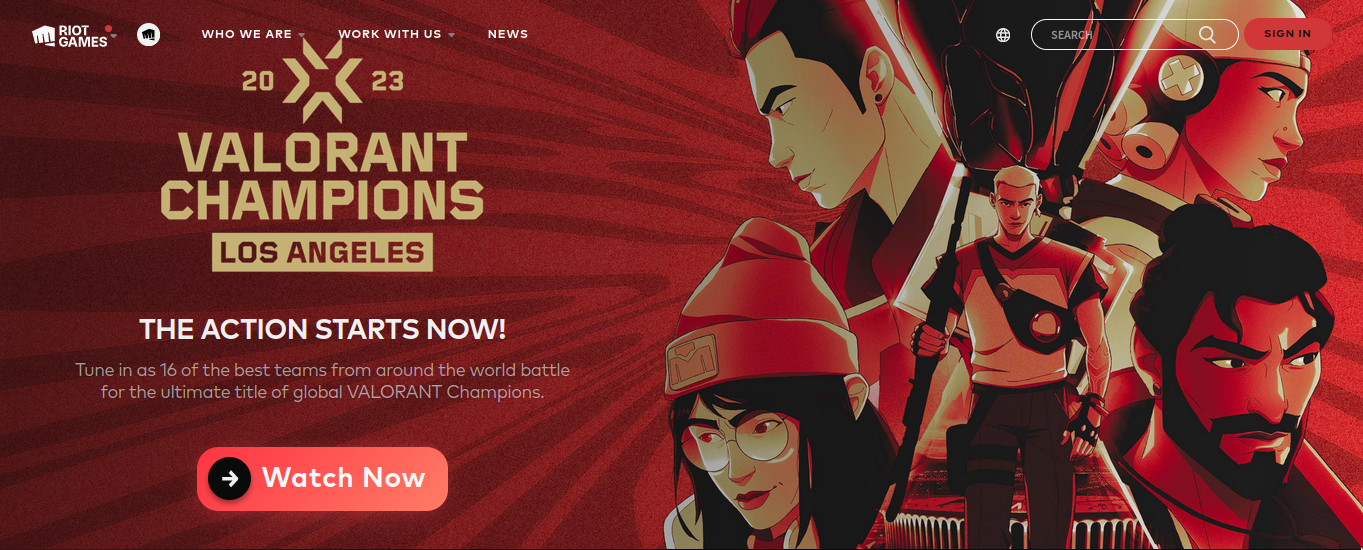 RIOT
GAMES
WHO WE ARE
WORK WITH US
NEWS
SEARCH
SIGN IN
20 23
VALORANT
CHAMPIONS
LOS ANGELES
THE ACTION STARTS NOW!
Tune in as 16 of the best teams from around the world battle
for the ultimate title of global VALORANT Champions.
Watch Now